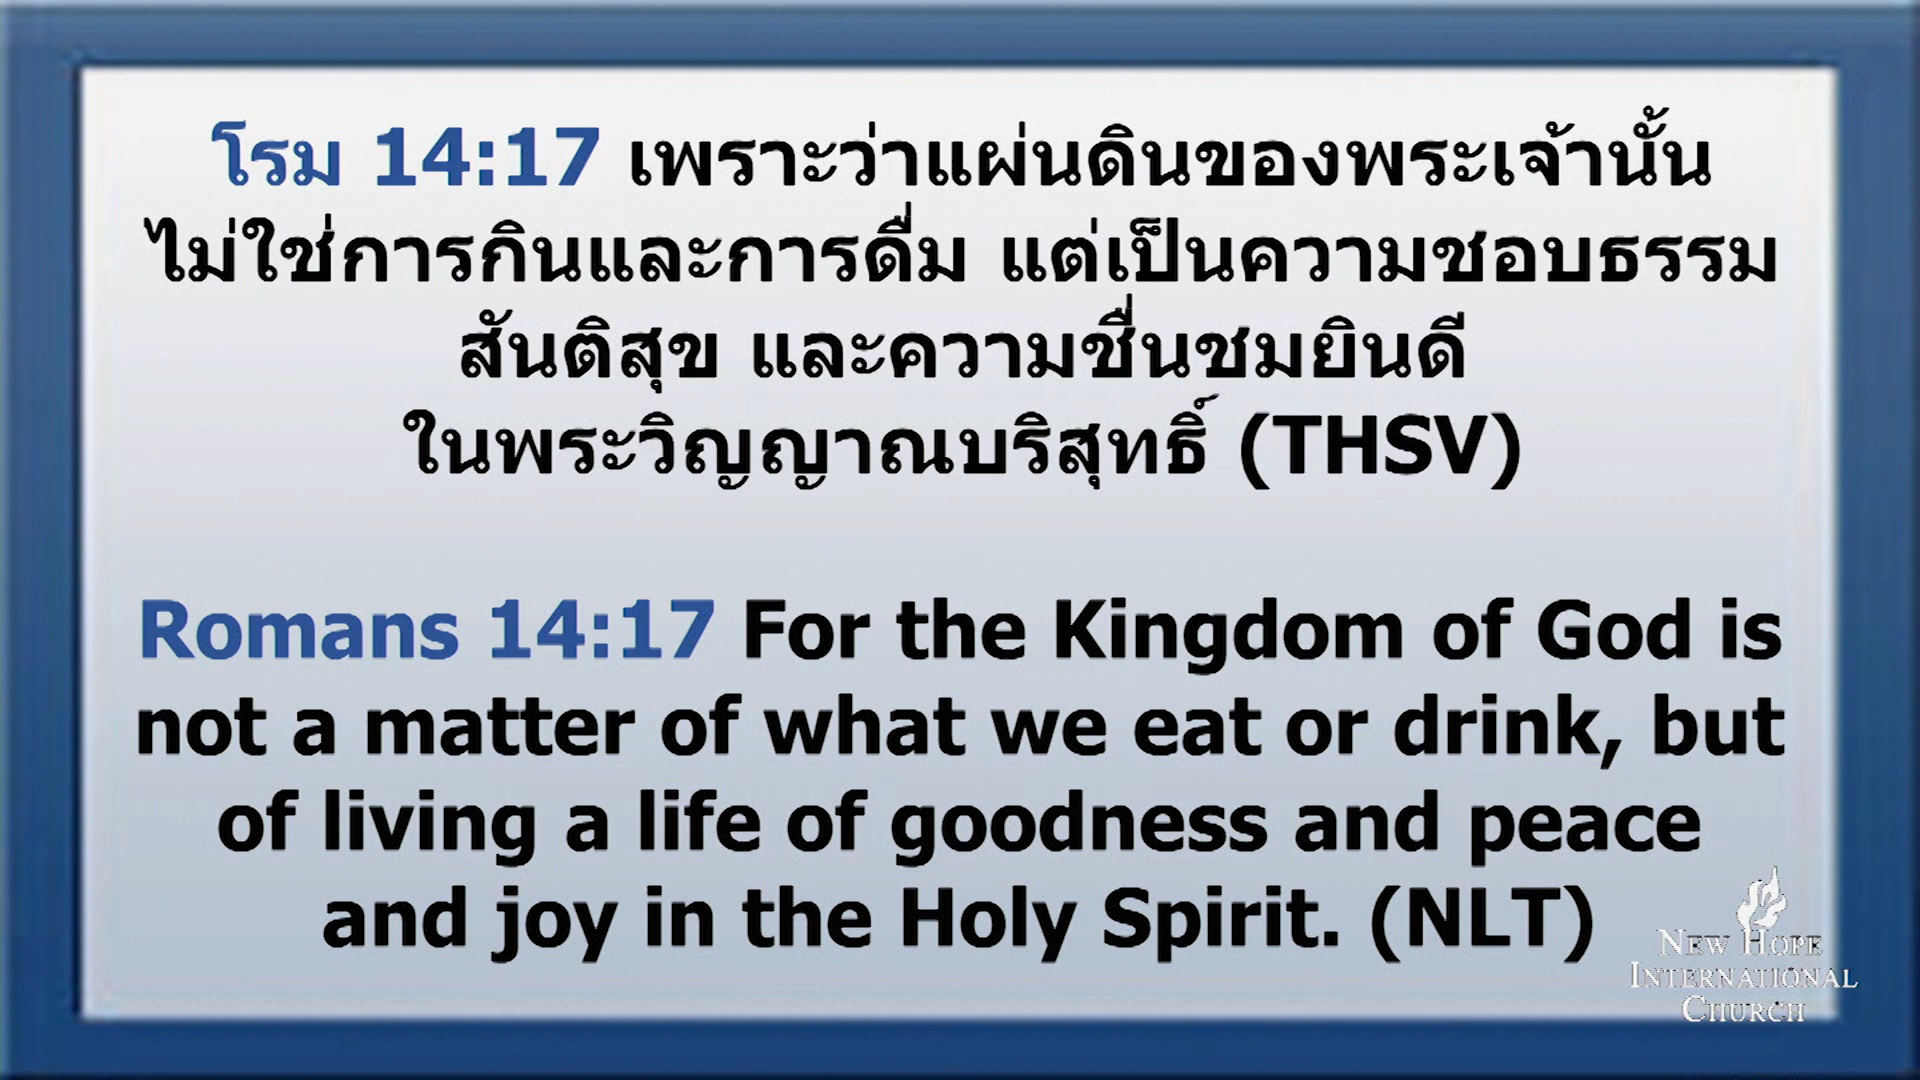 โรม 14:17 เพราะว่าแผ่นดินของพระเจ้านั้น
ไม่ใช่การกินและการดื่ม แต่เป็นความชอบธรรม
สันติสุข และความชื่นชมยินดี
ในพระวิญญาณบริสุทธิ์ (THSV)
Romans 14:17 For the Kingdom of God is
not a matter of what we eat or drink, but
of living a life of goodness and peace
and joy in the Holy Spirit. (NLT)
NEW HOPE
INTERNATIONAL
CHURCH